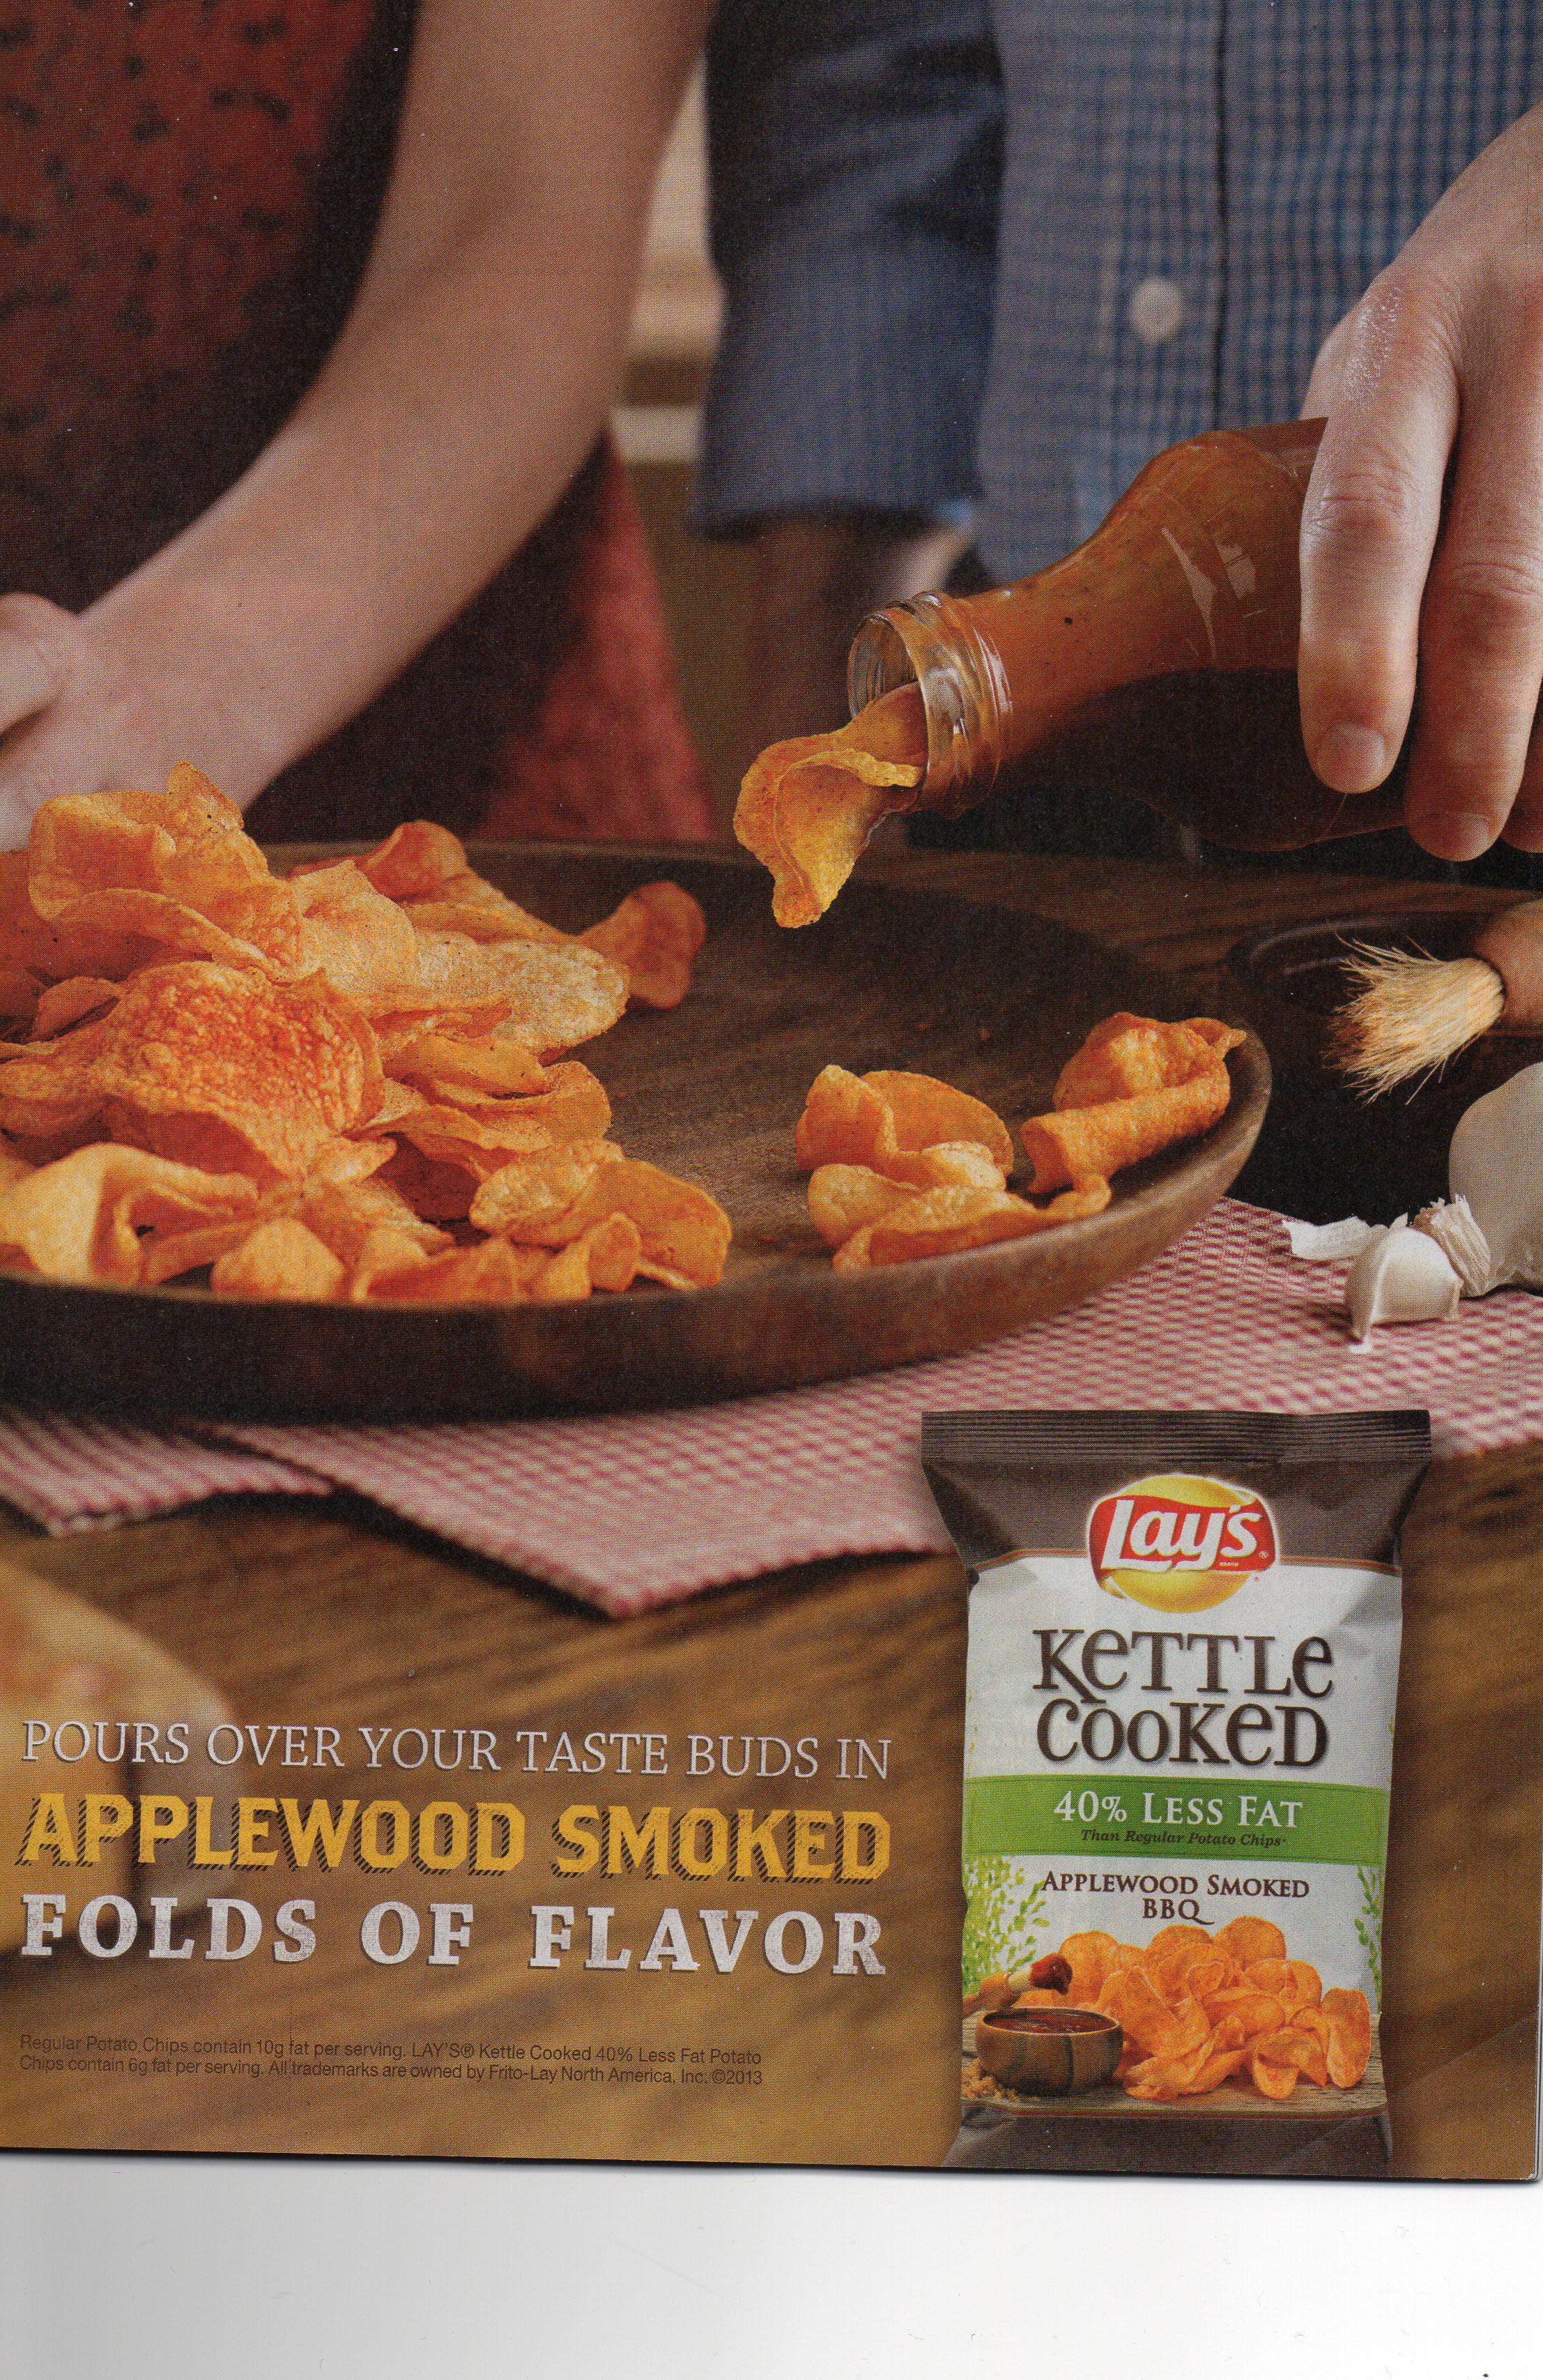 Lay's
BRAND
KETTLE
COOKED
40% LESS FAT
Than Regular Potato Chips*
APPLEWOOD SMOKED
BBQ
POURS OVER YOUR TASTE BUDS IN
APPLEWOOD SMOKED
FOLDS OF FLAVOR
Regular Potato Chips contain 10g fat per serving. LAY'S® Kettle Cooked 40% Less Fat Potato
Chips contain 6g fat per serving. All trademarks are owned by Frito-Lay North America, Inc. ©2013